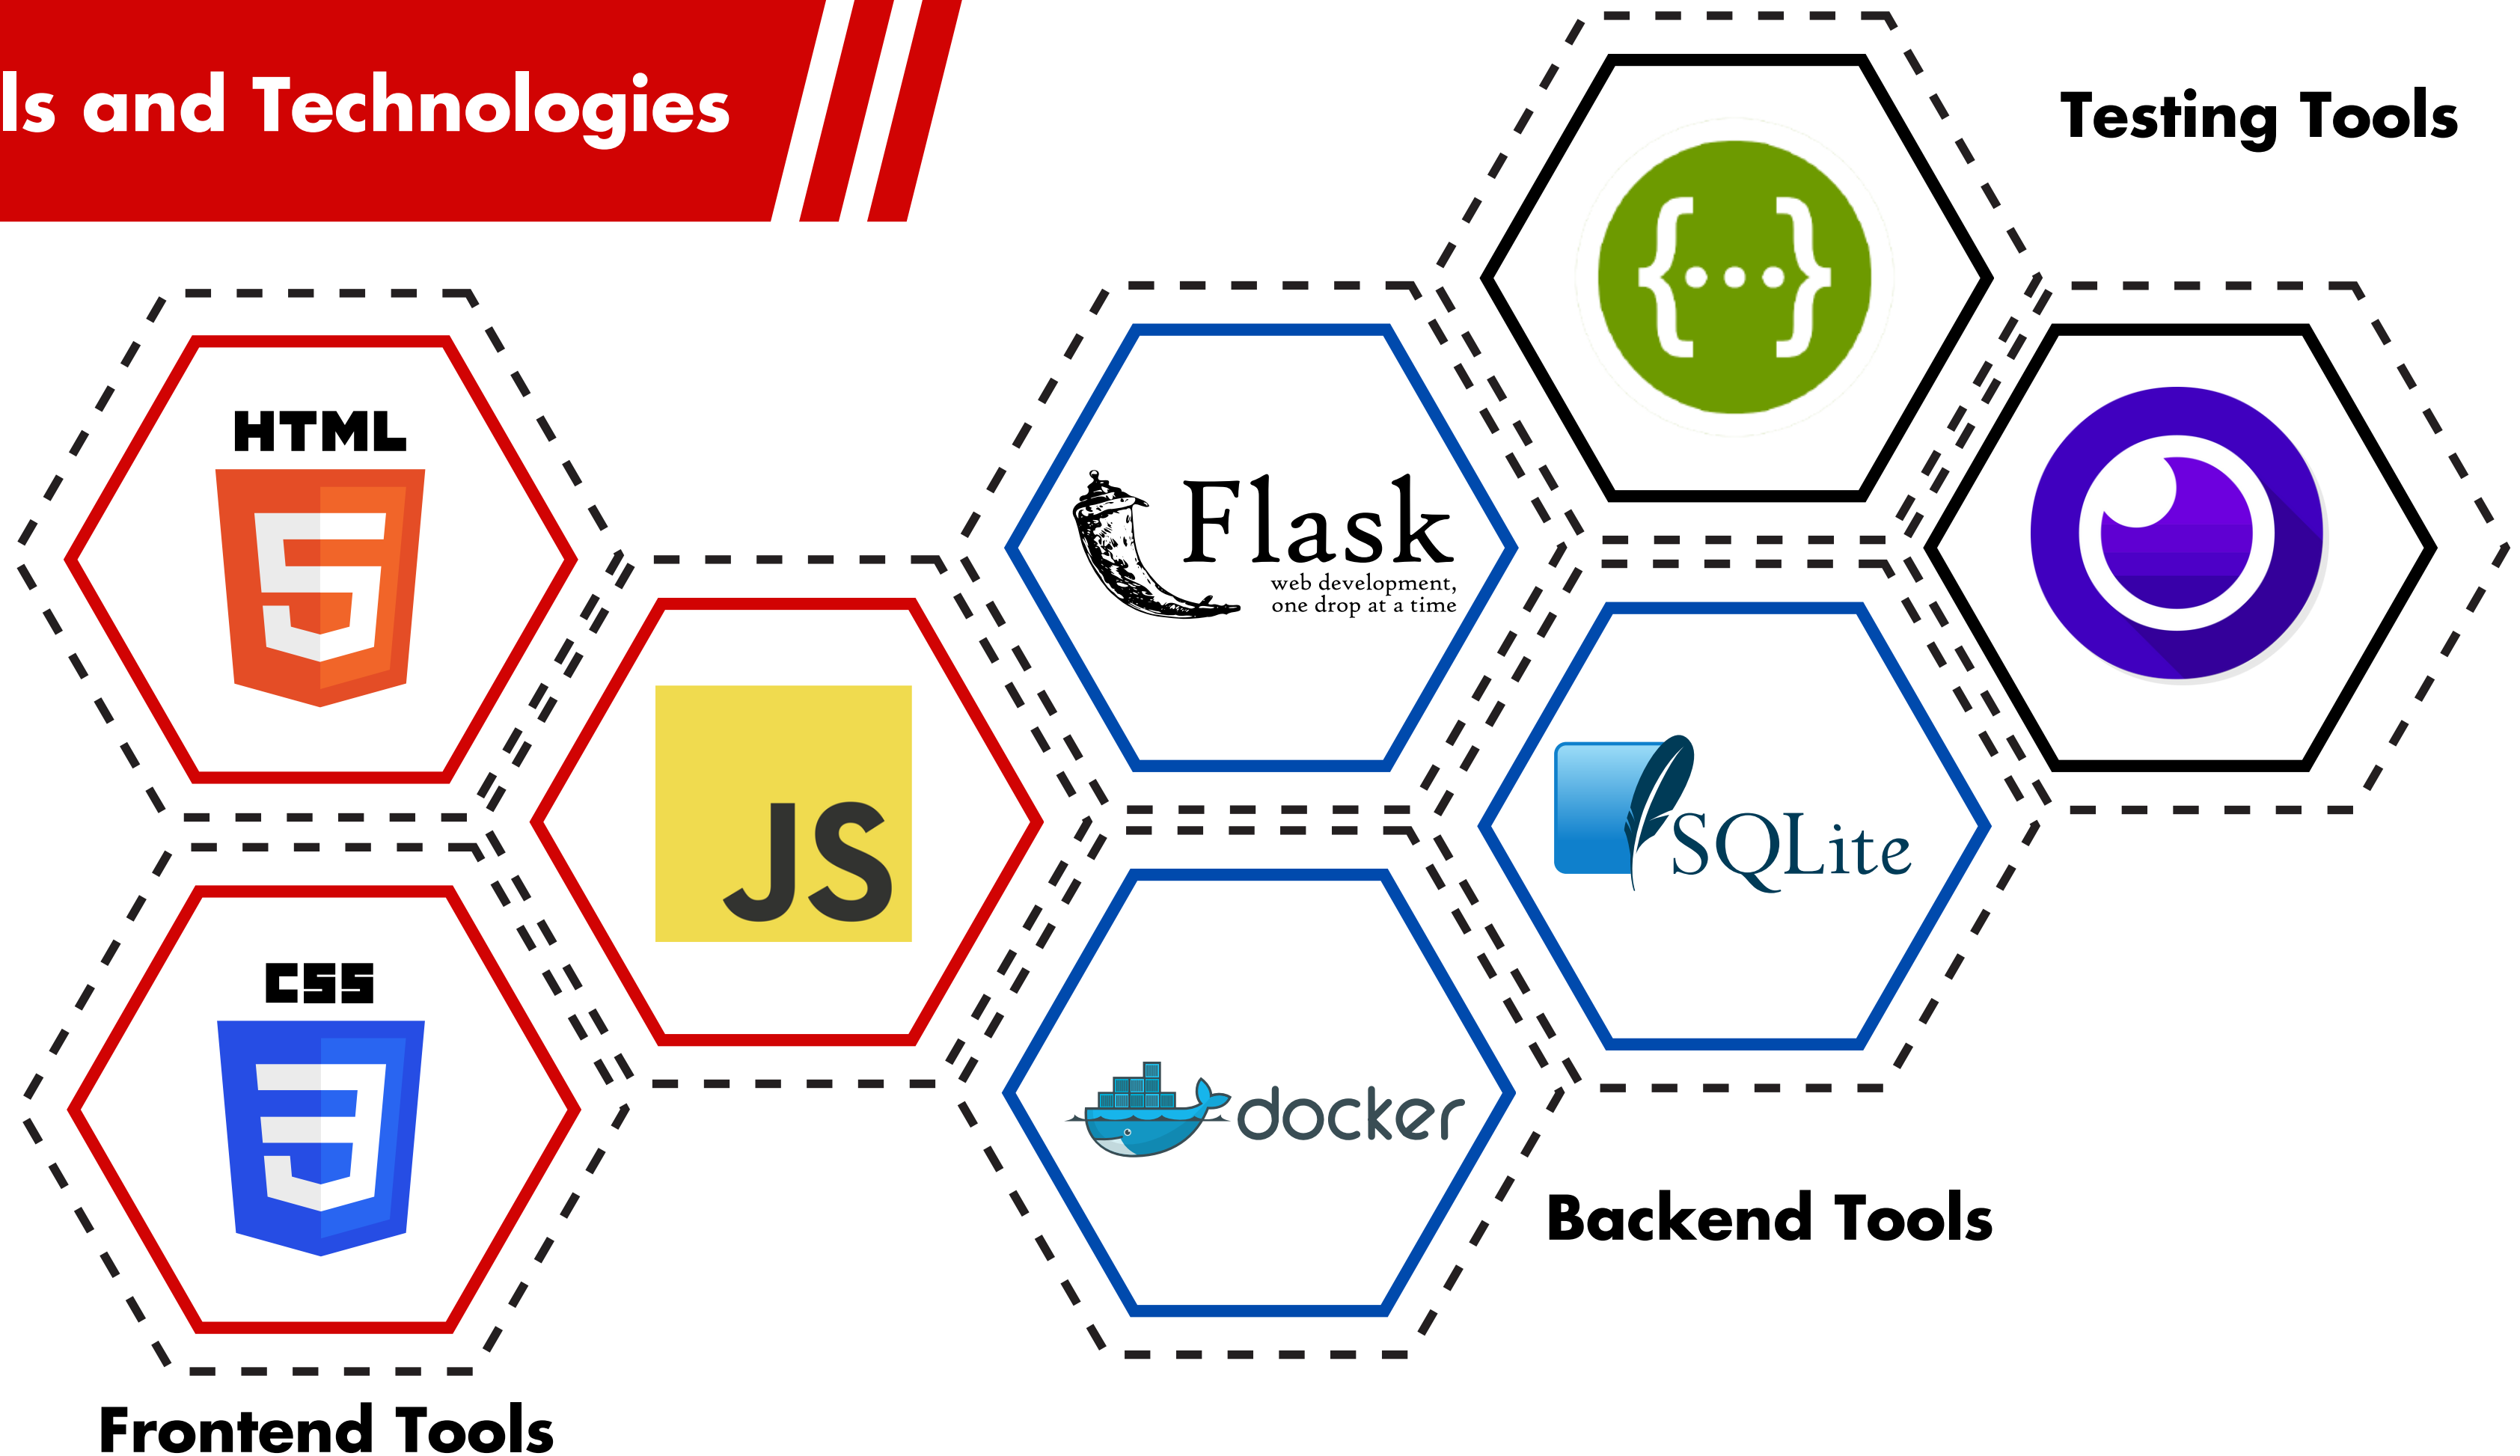 ls and Technologies
Testing Tools
HTML
Flask
web development,
one drop at a time
JS
SQLite
CSS
docker
Backend Tools
Frontend Tools